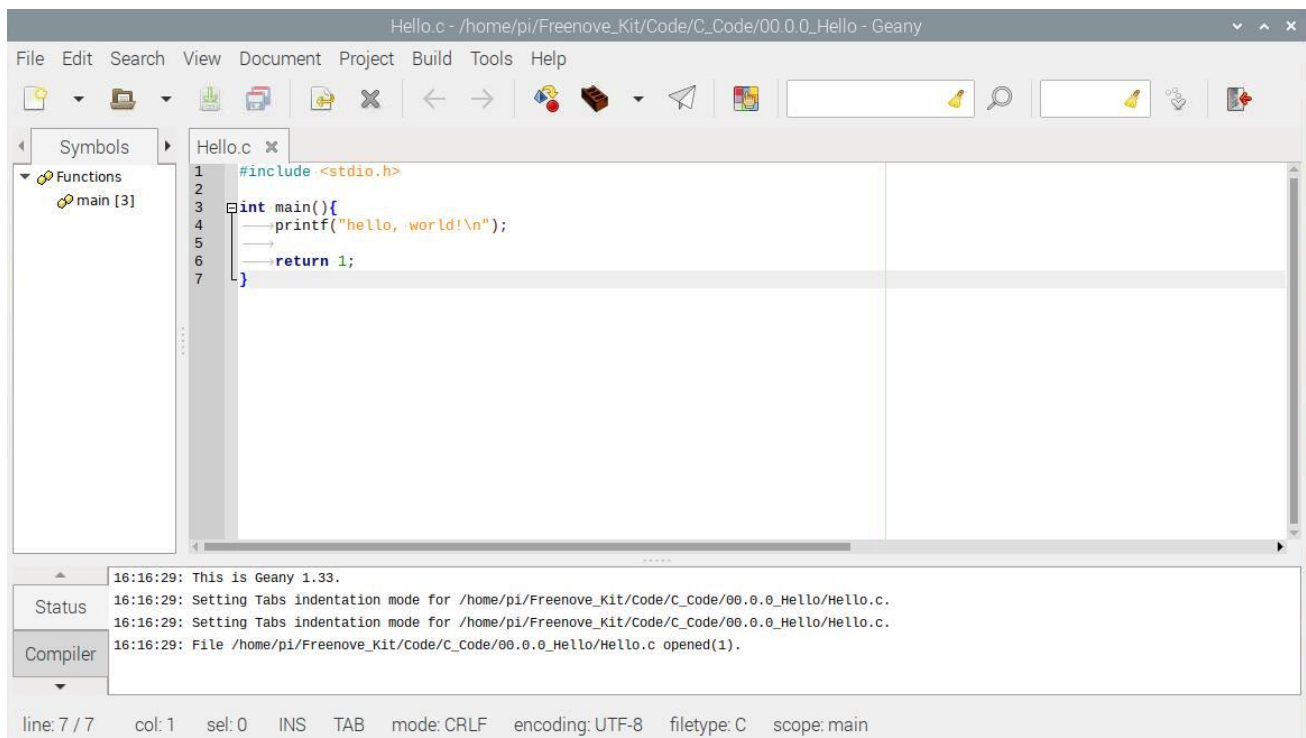 Hello.c - /home/pi/Freenove_Kit/Code/C_Code/00.0.0_Hello - Geany
File Edit Search View Document Project Build Tools Help
Symbols
Hello.c
Functions
main [3]
1 #include <stdio.h>
2
3 int main(){
4 printf("hello, world!\n");
5
6 return 1;
7 }
Status
Compiler
16:16:29: This is Geany 1.33.
16:16:29: Setting Tabs indentation mode for /home/pi/Freenove_Kit/Code/C_Code/00.0.0_Hello/Hello.c.
16:16:29: Setting Tabs indentation mode for /home/pi/Freenove_Kit/Code/C_Code/00.0.0_Hello/Hello.c.
16:16:29: File /home/pi/Freenove_Kit/Code/C_Code/00.0.0_Hello/Hello.c opened(1).
line: 7 / 7 col: 1 sel: 0 INS TAB mode: CRLF encoding: UTF-8 filetype: C scope: main